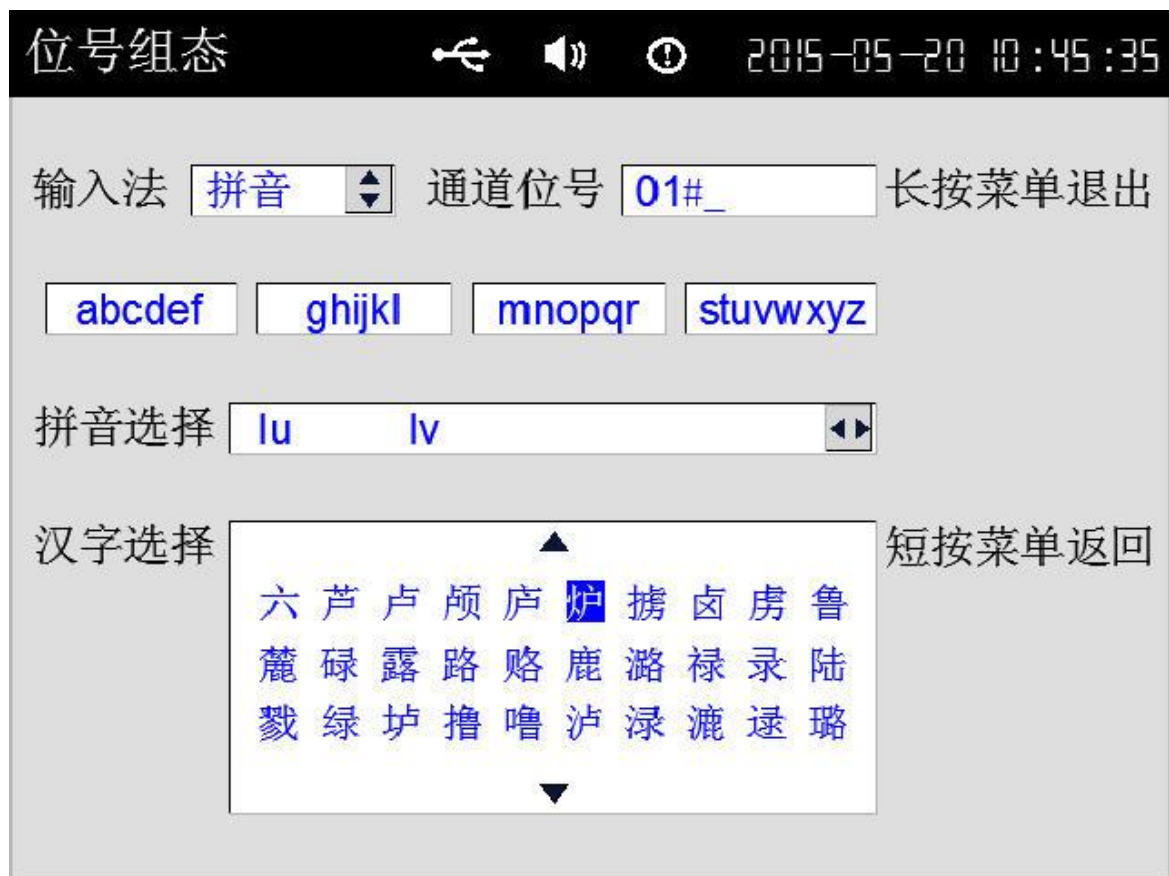 位号组态 2015-05-20 10:45:35
输入法 拼音 通道位号 01#_ 长按菜单退出
abcdef ghijkl mnopqr stuvwxyz
拼音选择 lu lv
汉字选择 短按菜单返回
六 芦 卢 颅 庐 炉 掳 卤 虏 鲁
麓 碌 露 路 赂 鹿 潞 禄 录 陆
戮 绿 垆 撸 噜 泸 渌 漉 逯 璐